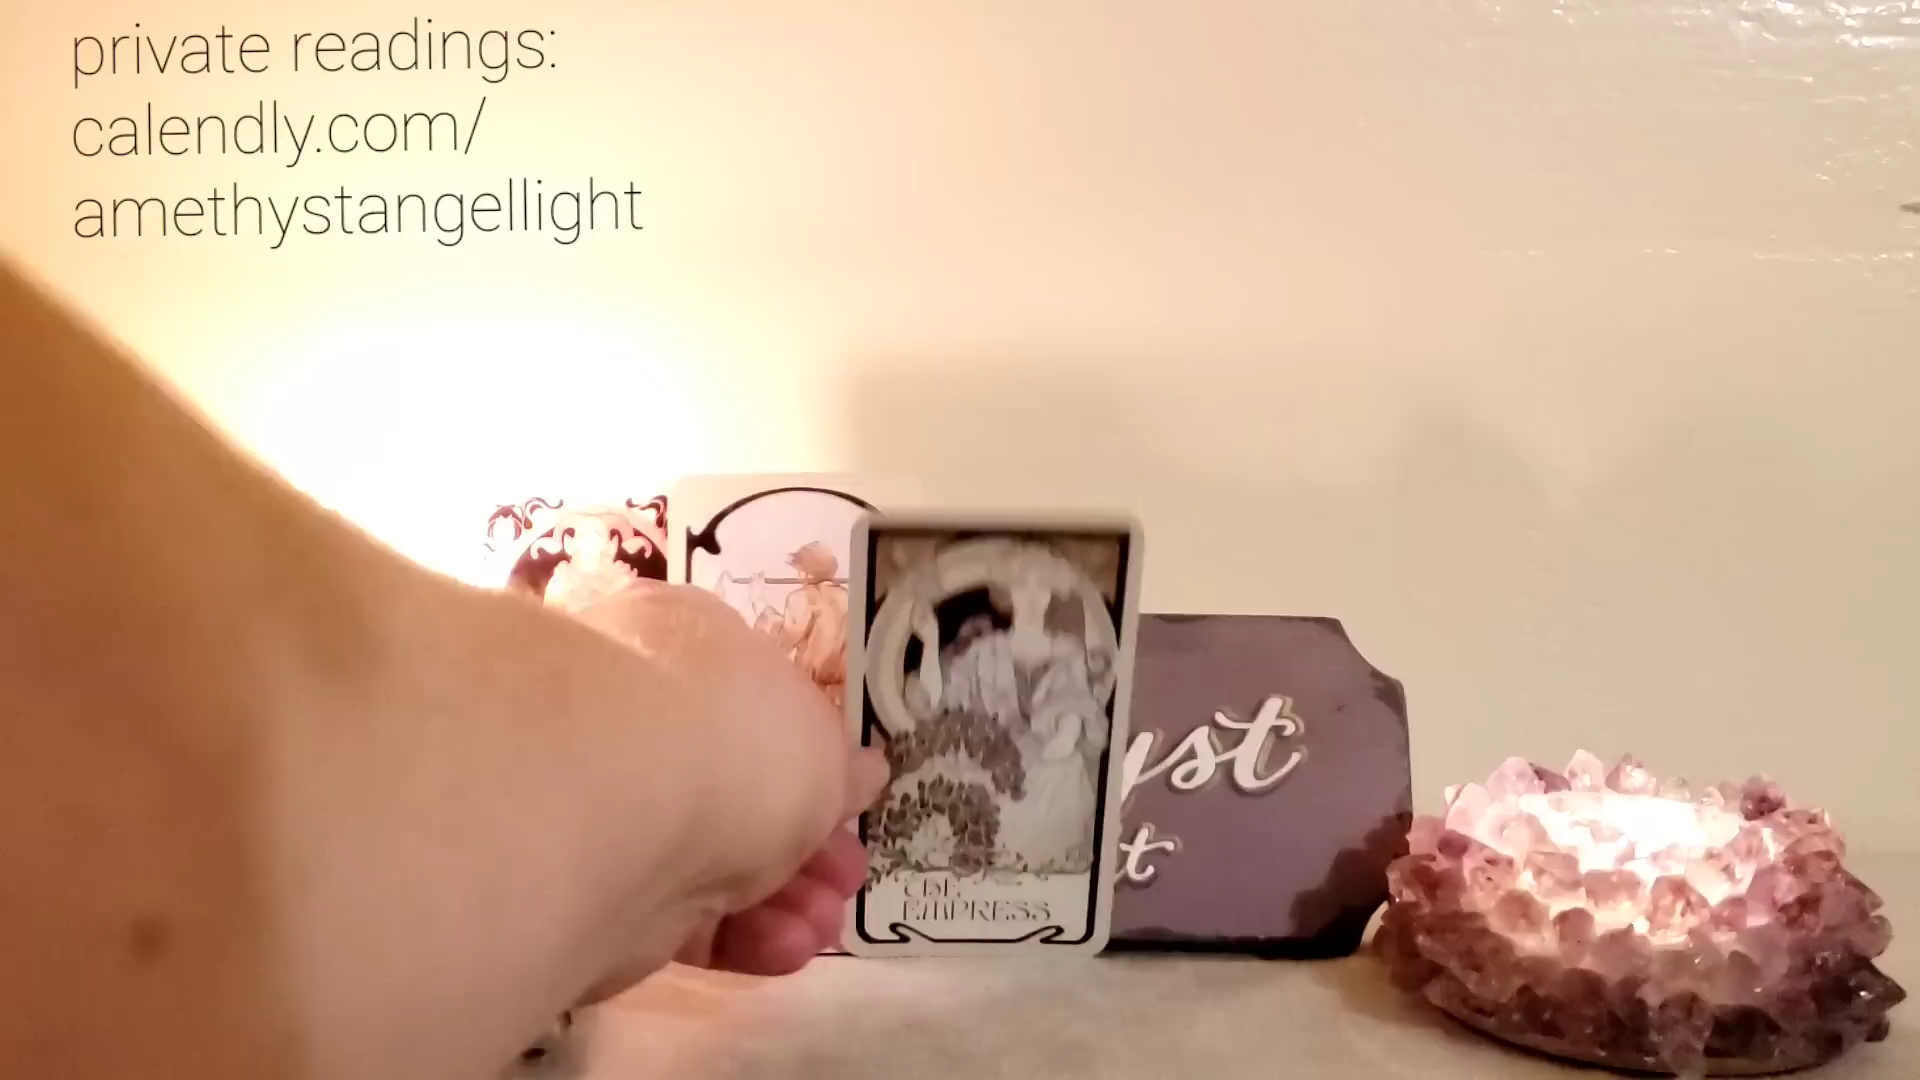 private readings:
calendly.com/
amethystangellight
yst
t
THE
EMPRESS